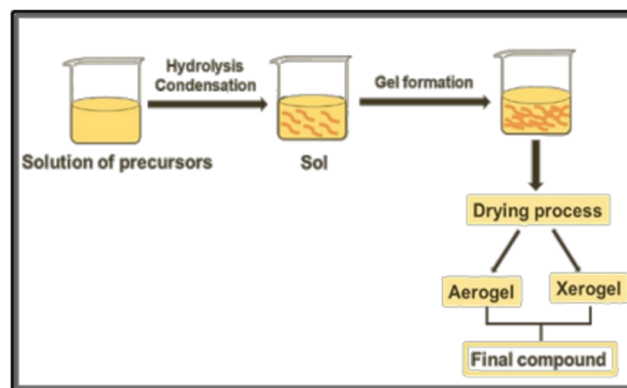 Hydrolysis
Condensation
Gel formation
Solution of precursors
Sol
Drying process
Aerogel
Xerogel
Final compound